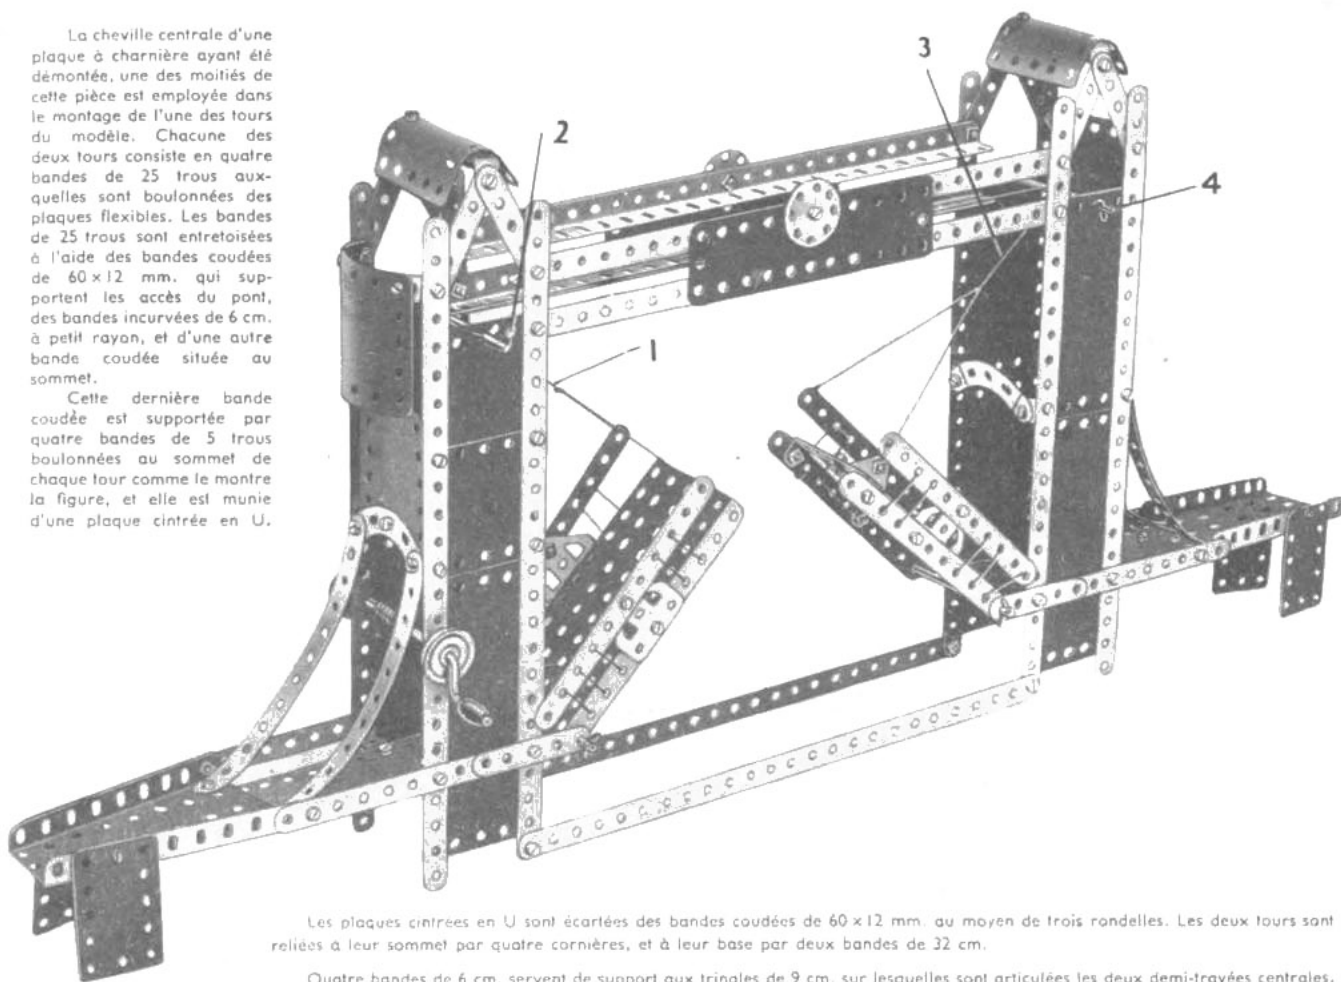 La cheville centrale d'une
plaque à charnière ayant été
démontée, une des moitiés de
cette pièce est employée dans
le montage de l'une des tours
du modèle. Chacune des
deux tours consiste en quatre
bandes de 25 trous aux-
quelles sont boulonnées des
plaques flexibles. Les bandes
de 25 trous sont entretoisées
à l'aide des bandes coudées
de 60 x 12 mm. qui sup-
portent les accès du pont,
des bandes incurvées de 6 cm.
à petit rayon, et d'une autre
bande coudée située au
sommet.
Cette dernière bande
coudée est supportée par
quatre bandes de 5 trous
boulonnées au sommet de
chaque tour comme le montre
la figure, et elle est munie
d'une plaque cintrée en U.
3
2
4
1
Les plaques cintrées en U sont écartées des bandes coudées de 60 x 12 mm. au moyen de trois rondelles. Les deux tours sont
reliées à leur sommet par quatre cornières, et à leur base par deux bandes de 32 cm.
Quatre bandes de 6 cm. servent de support aux tringles de 9 cm. sur lesquelles sont articulées les deux demi-travées centrales.